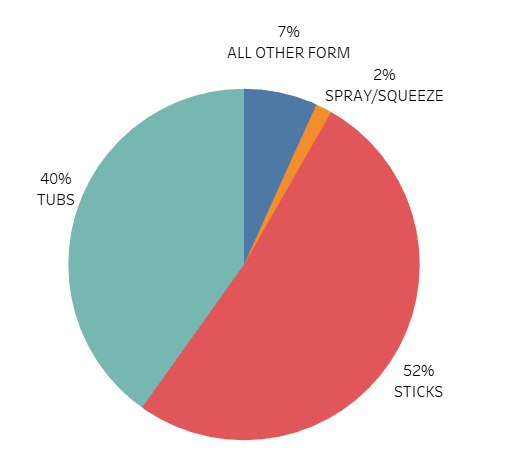 7%
ALL OTHER FORM
2%
SPRAY/SQUEEZE
40%
TUBS
52%
STICKS